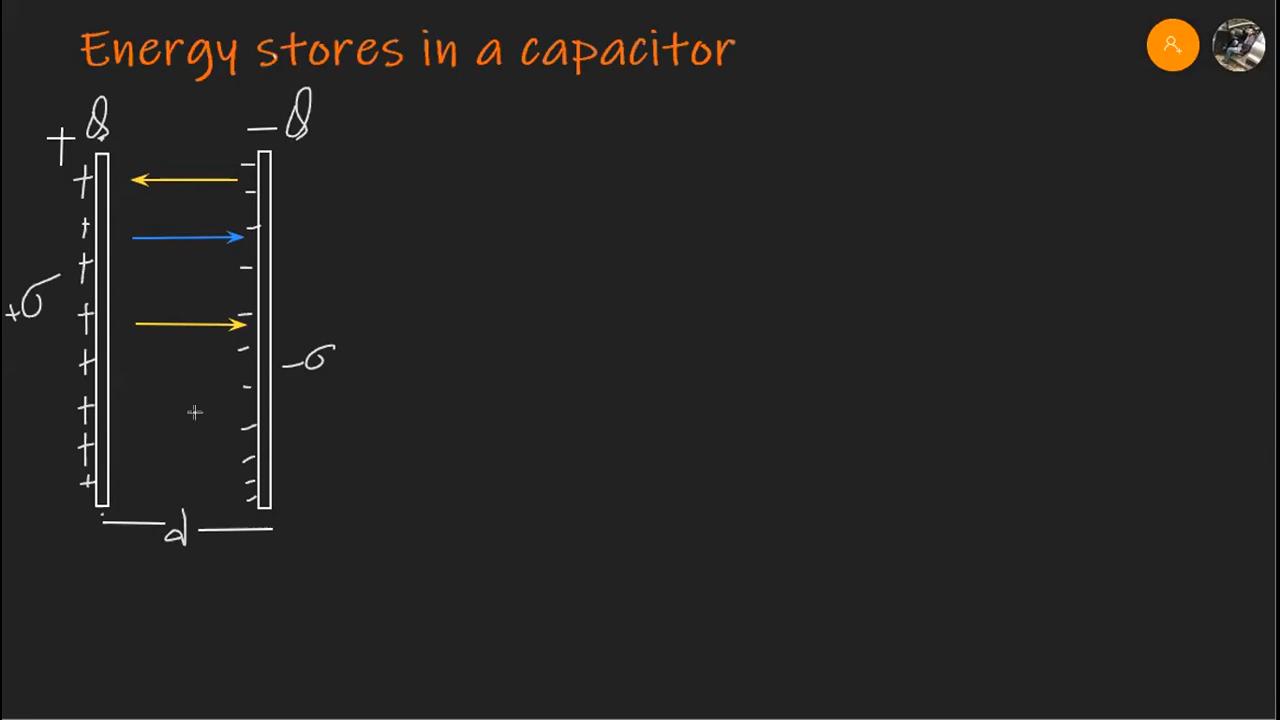 Energy stores in a capacitor
+Q
-Q
+σ
-σ
d